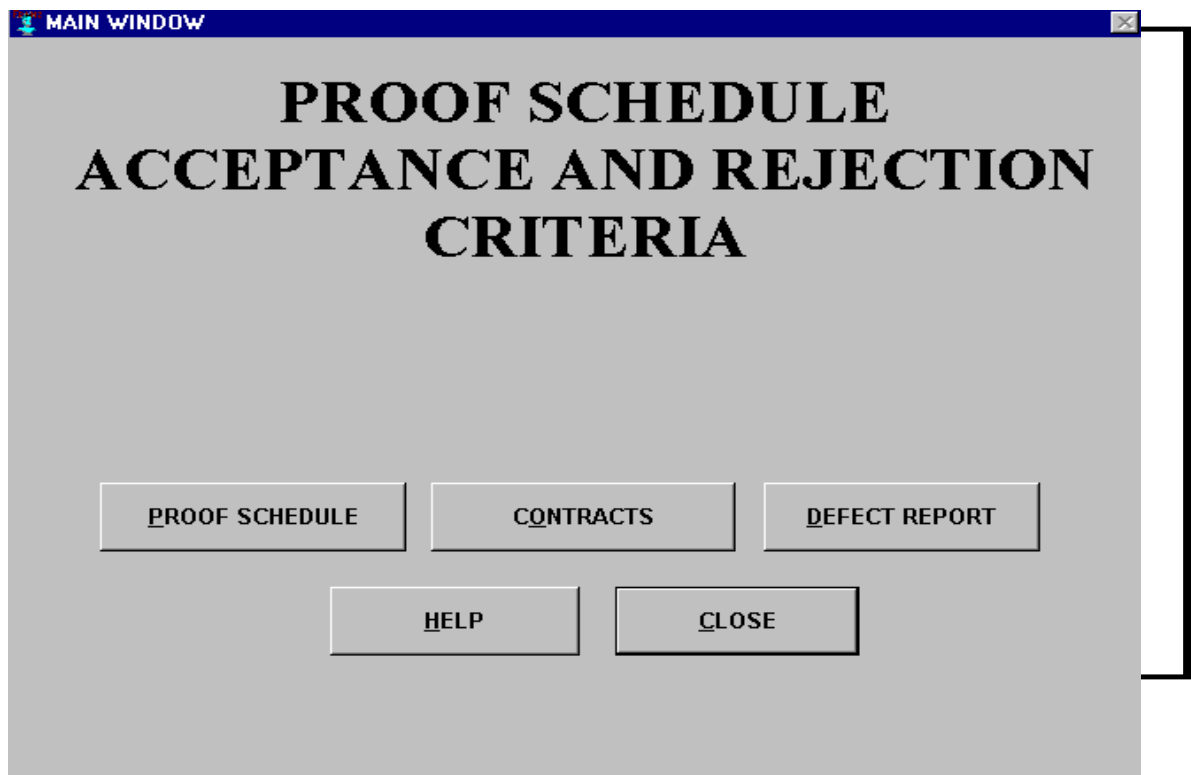 MAIN WINDOW
PROOF SCHEDULE
ACCEPTANCE AND REJECTION
CRITERIA
PROOF SCHEDULE
CONTRACTS
DEFECT REPORT
HELP
CLOSE